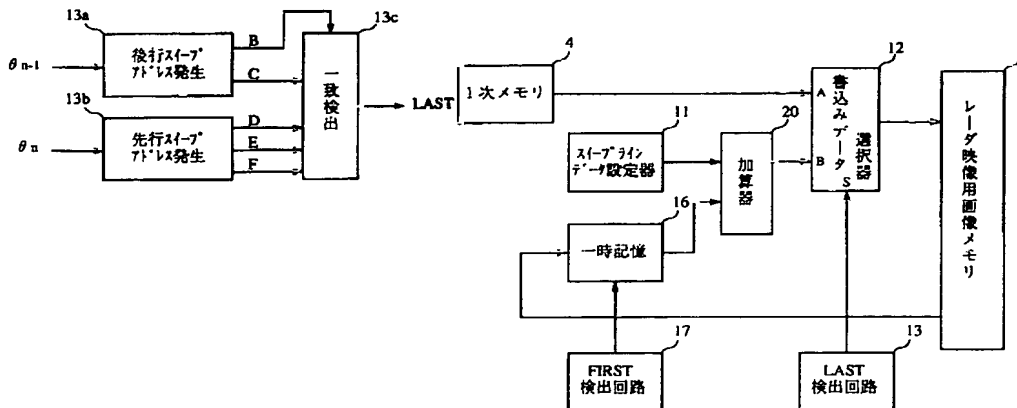 13a
後行スイープ
アドレス発生
θn-1
B
C
13b
先行スイープ
アドレス発生
θn
D
E
F
13c
一致検出
LAST
4
1次メモリ
11
スイープライン
データ設定器
20
加算器
16
一時記憶
17
FIRST
検出回路
12
書込みデータ
選択器
A
B
S
13
LAST
検出回路
レーダ映像用画像メモリ